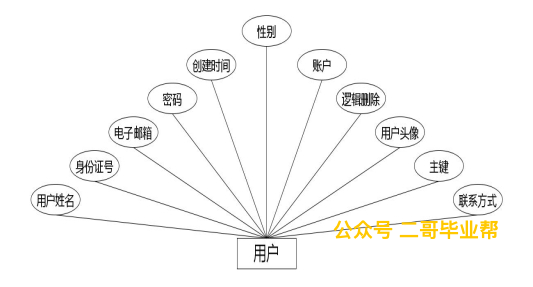 性别
创建时间
账户
密码
逻辑删除
电子邮箱
用户头像
身份证号
主键
用户姓名
联系方式
公众号 二哥毕业帮
用户